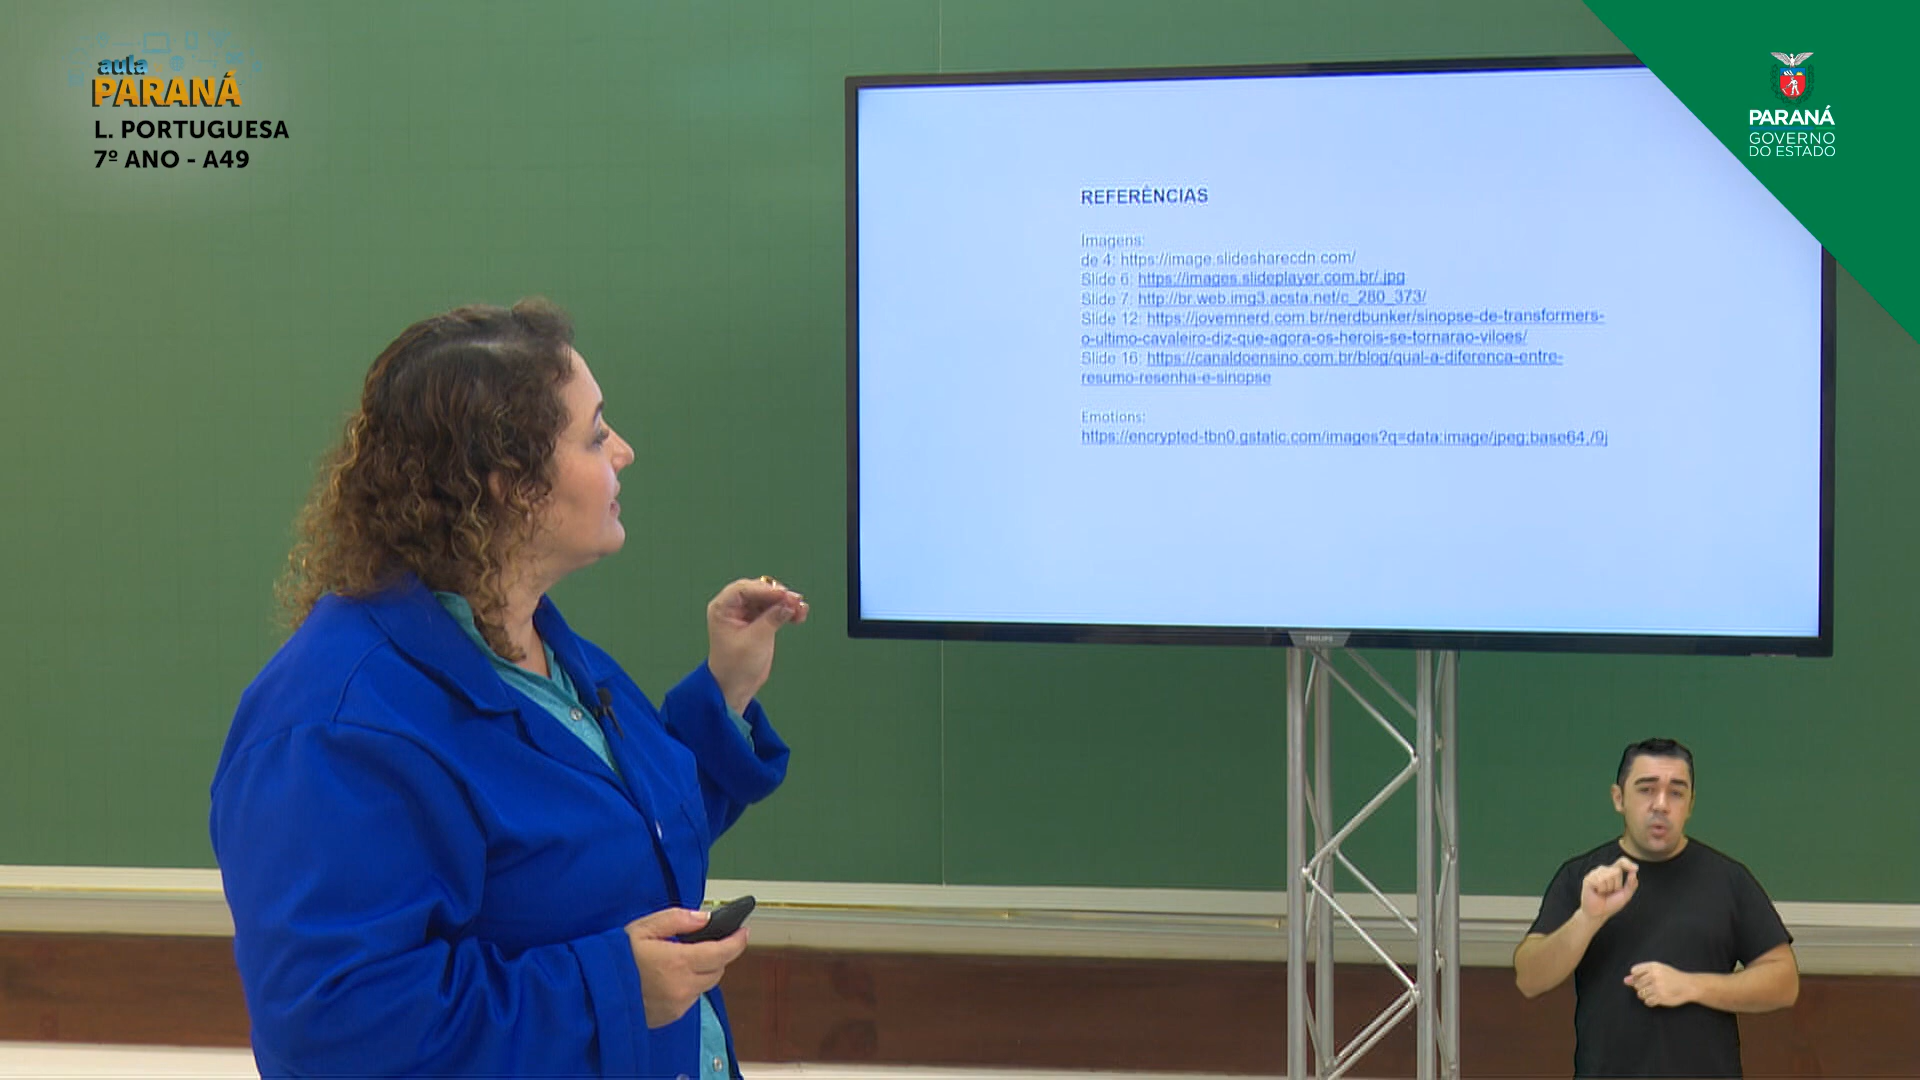 aula
PARANÁ
L. PORTUGUESA
7º ANO - A49
PARANÁ
GOVERNO
DO ESTADO
REFERÊNCIAS
Imagens:
de 4: https://image.slidesharecdn.com/
Slide 6: https://images.slideplayer.com.br/.jpg
Slide 7: http://br.web.img3.acsta.net/c_280_373/
Slide 12: https://jovemnerd.com.br/nerdbunker/sinopse-de-transformers-
o-ultimo-cavaleiro-diz-que-agora-os-herois-se-tornarao-viloes/
Slide 16: https://canaldoensino.com.br/blog/qual-a-diferenca-entre-
resumo-resenha-e-sinopse
Emotions:
https://encrypted-tbn0.gstatic.com/images?q=data:image/jpeg;base64,/9j
PHILIPS